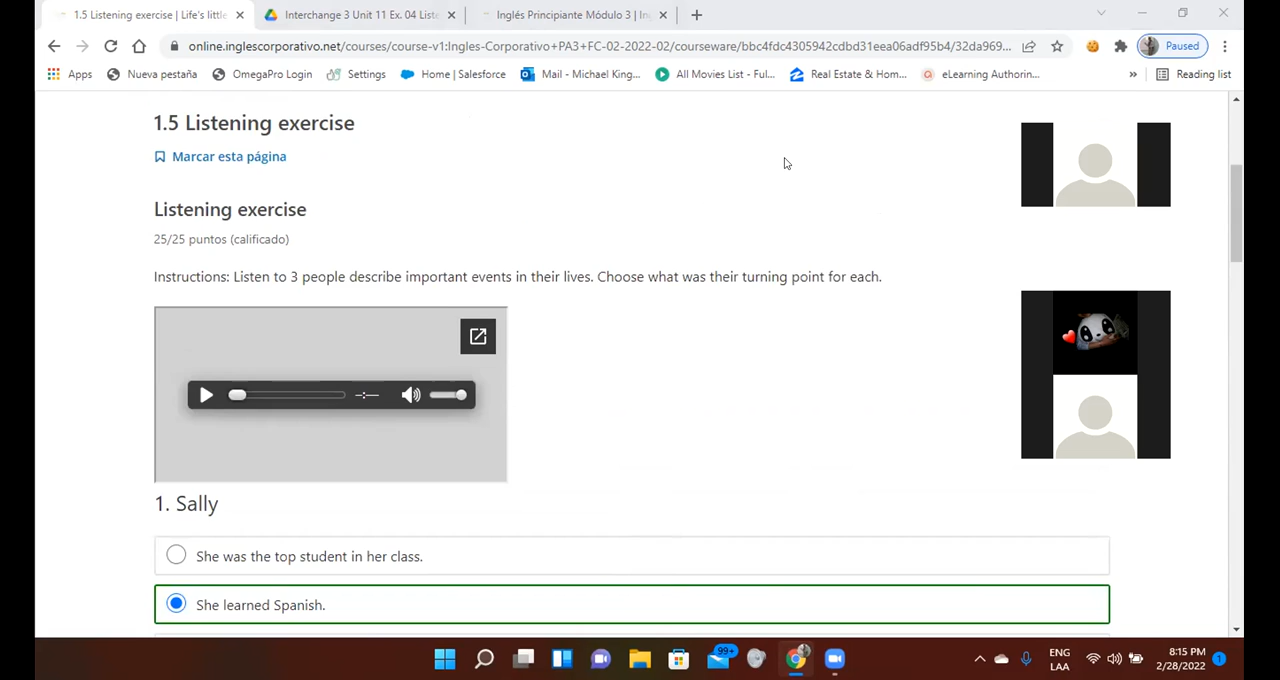 1.5 Listening exercise | Life's little
Interchange 3 Unit 11 Ex. 04 Liste
Inglés Principiante Módulo 3 | In
online.inglescorporativo.net/courses/course-v1:Ingles-Corporativo+PA3+FC-02-2022-02/courseware/bbc4fdc4305942cdbd31eea06adf95b4/32da969...
Paused
Apps
Nueva pestaña
OmegaPro Login
Settings
Home | Salesforce
Mail - Michael King...
All Movies List - Ful...
Real Estate & Hom...
eLearning Authorin...
»
Reading list
1.5 Listening exercise
Marcar esta página
Listening exercise
25/25 puntos (calificado)
Instructions: Listen to 3 people describe important events in their lives. Choose what was their turning point for each.
-:--
1. Sally
She was the top student in her class.
She learned Spanish.
99+
ENG
LAA
8:15 PM
2/28/2022
1